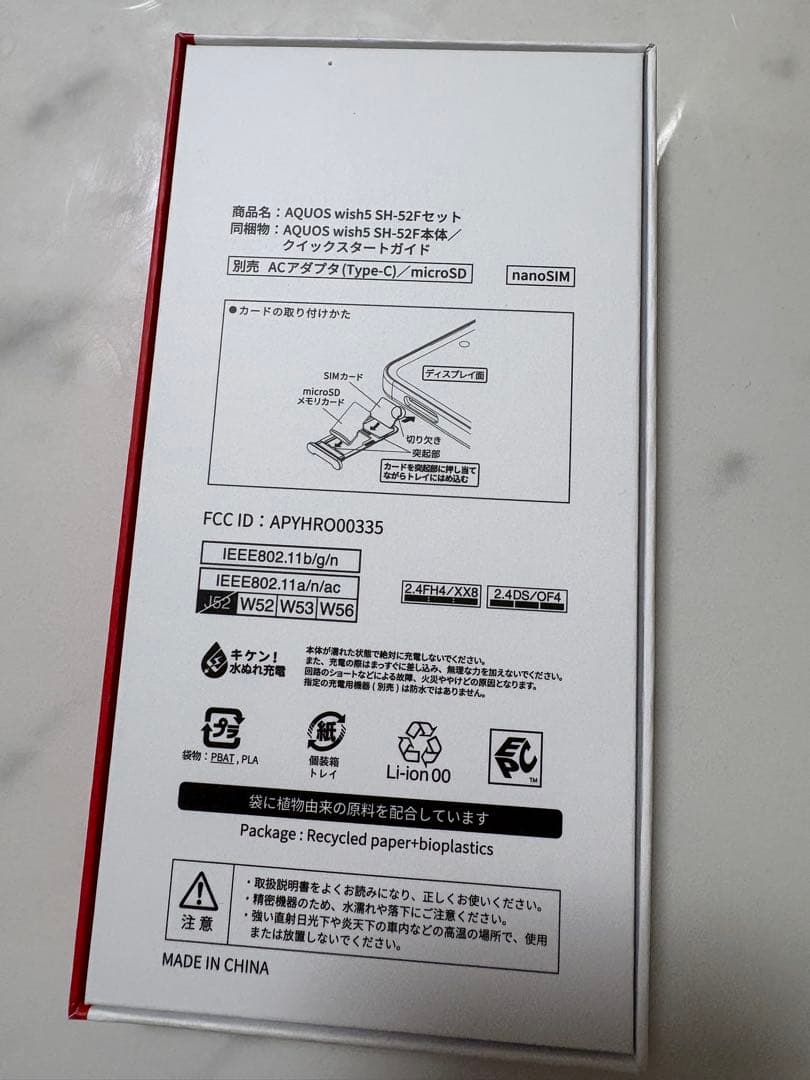 商品名：AQUOS wish5 SH-52Fセット
同梱物：AQUOS wish5 SH-52F本体／
クイックスタートガイド
別売 ACアダプタ(Type-C)／microSD
nanoSIM
●カードの取り付けかた
ディスプレイ面
SIMカード
microSD
メモリカード
切り欠き
突起部
カードを突起部に押し当て
ながらトレイにはめ込む
FCC ID：APYHRO00335
IEEE802.11b/g/n
IEEE802.11a/n/ac
J52 W52 W53 W56
2.4FH4/XX8
2.4DS/OF4
キケン！
水ぬれ充電
本体が濡れた状態で絶対に充電しないでください。
また、充電の際はまっすぐに差し込み、無理な力を加えないでください。
回路のショートなどによる故障、火災ややけどの原因となります。
指定の充電用機器(別売)は防水ではありません。
プラ
袋物：PBAT , PLA
紙
個装箱
トレイ
Li-ion 00
EPC
TM
袋に植物由来の原料を配合しています
Package : Recycled paper+bioplastics
注意
・取扱説明書をよくお読みになり、正しくお使いください。
・精密機器のため、水濡れや落下にご注意ください。
・強い直射日光下や炎天下の車内などの高温の場所で、使用
または放置しないでください。
MADE IN CHINA